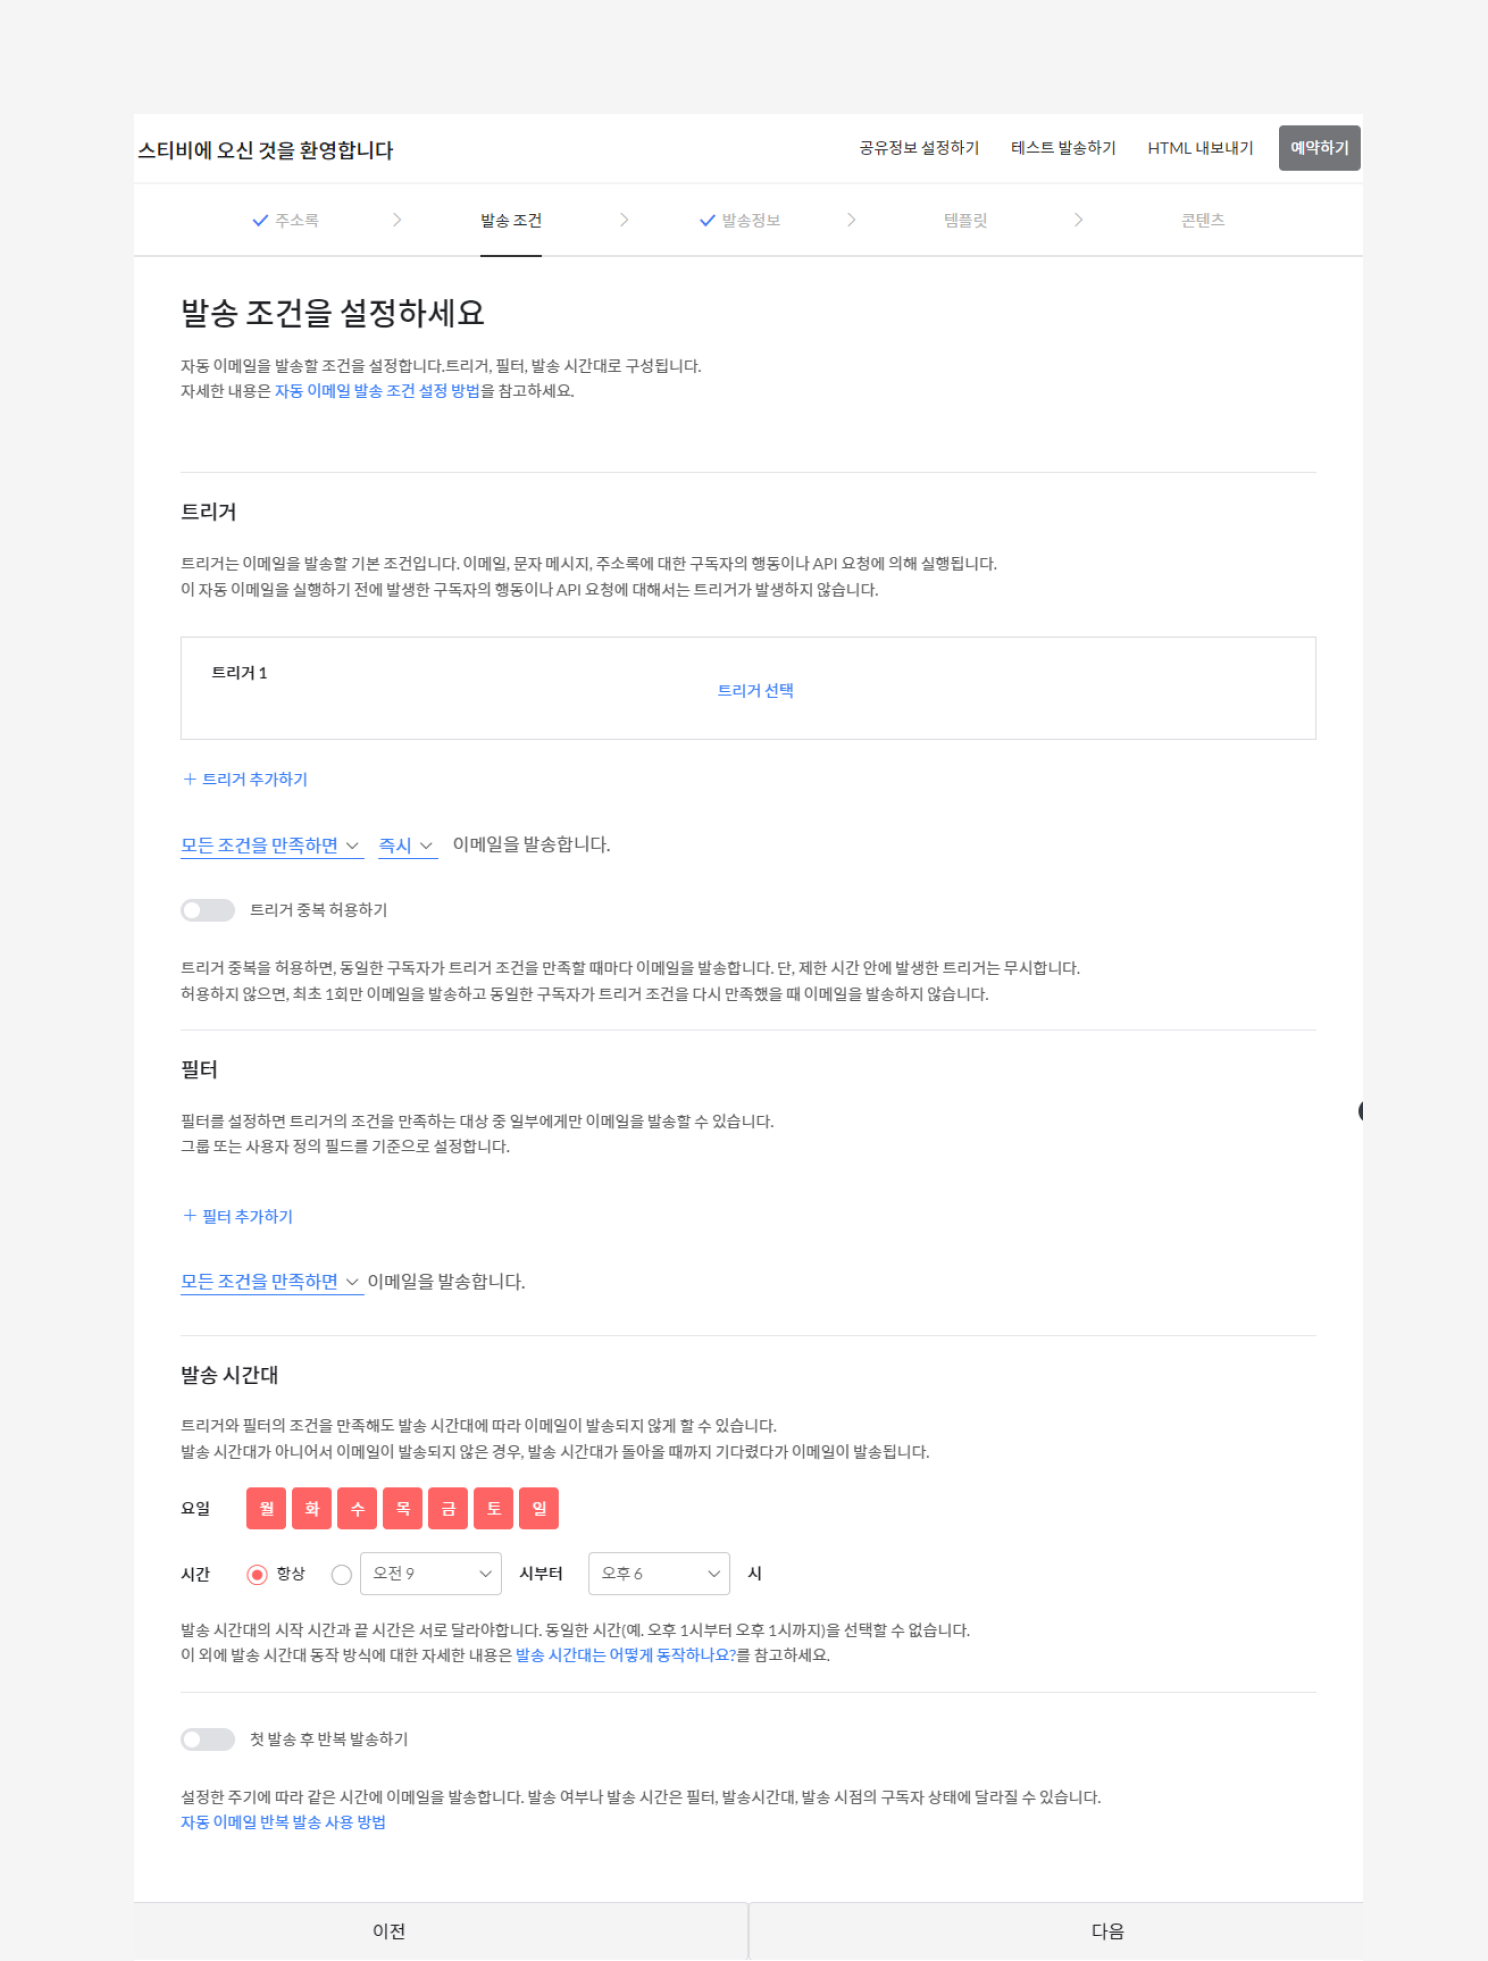 스티비에 오신 것을 환영합니다
공유정보 설정하기 테스트 발송하기 HTML 내보내기 예약하기
주소록 발송 조건 발송정보 템플릿 콘텐츠
발송 조건을 설정하세요
자동 이메일을 발송할 조건을 설정합니다.트리거, 필터, 발송 시간대로 구성됩니다.
자세한 내용은 자동 이메일 발송 조건 설정 방법을 참고하세요.
트리거
트리거는 이메일을 발송할 기본 조건입니다. 이메일, 문자 메시지, 주소록에 대한 구독자의 행동이나 API 요청에 의해 실행됩니다.
이 자동 이메일을 실행하기 전에 발생한 구독자의 행동이나 API 요청에 대해서는 트리거가 발생하지 않습니다.
트리거 1
트리거 선택
+ 트리거 추가하기
모든 조건을 만족하면 즉시 이메일을 발송합니다.
트리거 중복 허용하기
트리거 중복을 허용하면, 동일한 구독자가 트리거 조건을 만족할 때마다 이메일을 발송합니다. 단, 제한 시간 안에 발생한 트리거는 무시합니다.
허용하지 않으면, 최초 1회만 이메일을 발송하고 동일한 구독자가 트리거 조건을 다시 만족했을 때 이메일을 발송하지 않습니다.
필터
필터를 설정하면 트리거의 조건을 만족하는 대상 중 일부에게만 이메일을 발송할 수 있습니다.
그룹 또는 사용자 정의 필드를 기준으로 설정합니다.
+ 필터 추가하기
모든 조건을 만족하면 이메일을 발송합니다.
발송 시간대
트리거와 필터의 조건을 만족해도 발송 시간대에 따라 이메일이 발송되지 않게 할 수 있습니다.
발송 시간대가 아니어서 이메일이 발송되지 않은 경우, 발송 시간대가 돌아올 때까지 기다렸다가 이메일이 발송됩니다.
요일 월 화 수 목 금 토 일
시간 항상 오전 9 시부터 오후 6 시
발송 시간대의 시작 시간과 끝 시간은 서로 달라야합니다. 동일한 시간(예. 오후 1시부터 오후 1시까지)을 선택할 수 없습니다.
이 외에 발송 시간대 동작 방식에 대한 자세한 내용은 발송 시간대는 어떻게 동작하나요?를 참고하세요.
첫 발송 후 반복 발송하기
설정한 주기에 따라 같은 시간에 이메일을 발송합니다. 발송 여부나 발송 시간은 필터, 발송시간대, 발송 시점의 구독자 상태에 달라질 수 있습니다.
자동 이메일 반복 발송 사용 방법
이전 다음